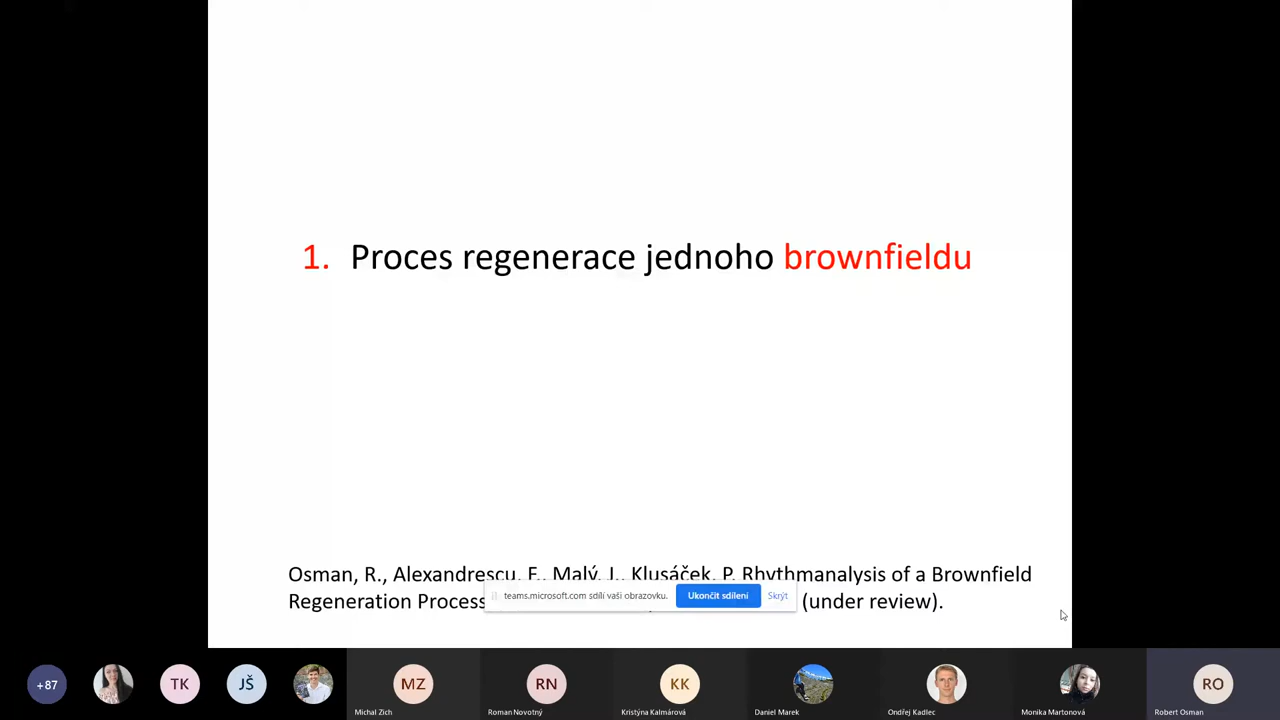 1. Proces regenerace jednoho brownfieldu
Osman, R., Alexandrescu, F., Malý, J., Klusáček, P. Rhythmanalysis of a Brownfield
Regeneration Process (under review).
teams.microsoft.com sdílí vaši obrazovku.
Ukončit sdílení
Skrýt
+87
TK
JŠ
MZ
RN
KK
RO
Michal Zich
Roman Novotný
Kristýna Kalmárová
Daniel Marek
Ondřej Kadlec
Monika Martonová
Robert Osman